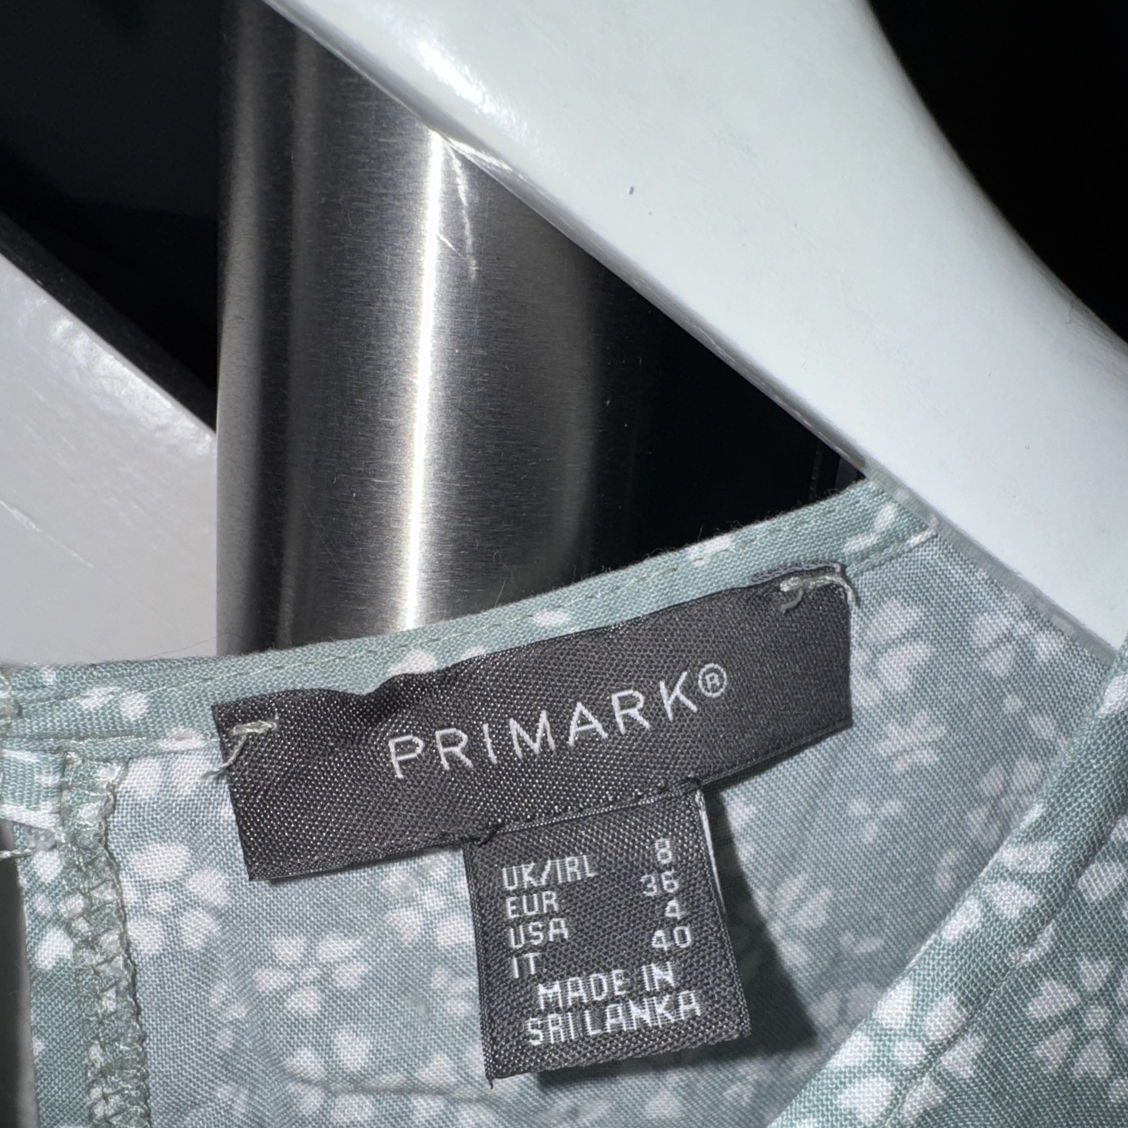 PRIMARK®
UK/IRL 8
EUR 36
USA 4
IT 40
MADE IN
SRI LANKA